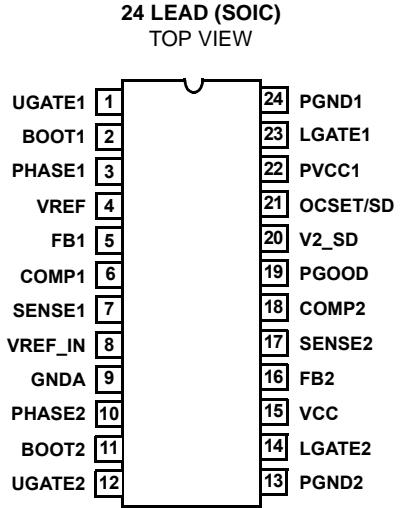 24 LEAD (SOIC)
TOP VIEW
UGATE1 1 24 PGND1
BOOT1 2 23 LGATE1
PHASE1 3 22 PVCC1
VREF 4 21 OCSET/SD
FB1 5 20 V2_SD
COMP1 6 19 PGOOD
SENSE1 7 18 COMP2
VREF_IN 8 17 SENSE2
GNDA 9 16 FB2
PHASE2 10 15 VCC
BOOT2 11 14 LGATE2
UGATE2 12 13 PGND2